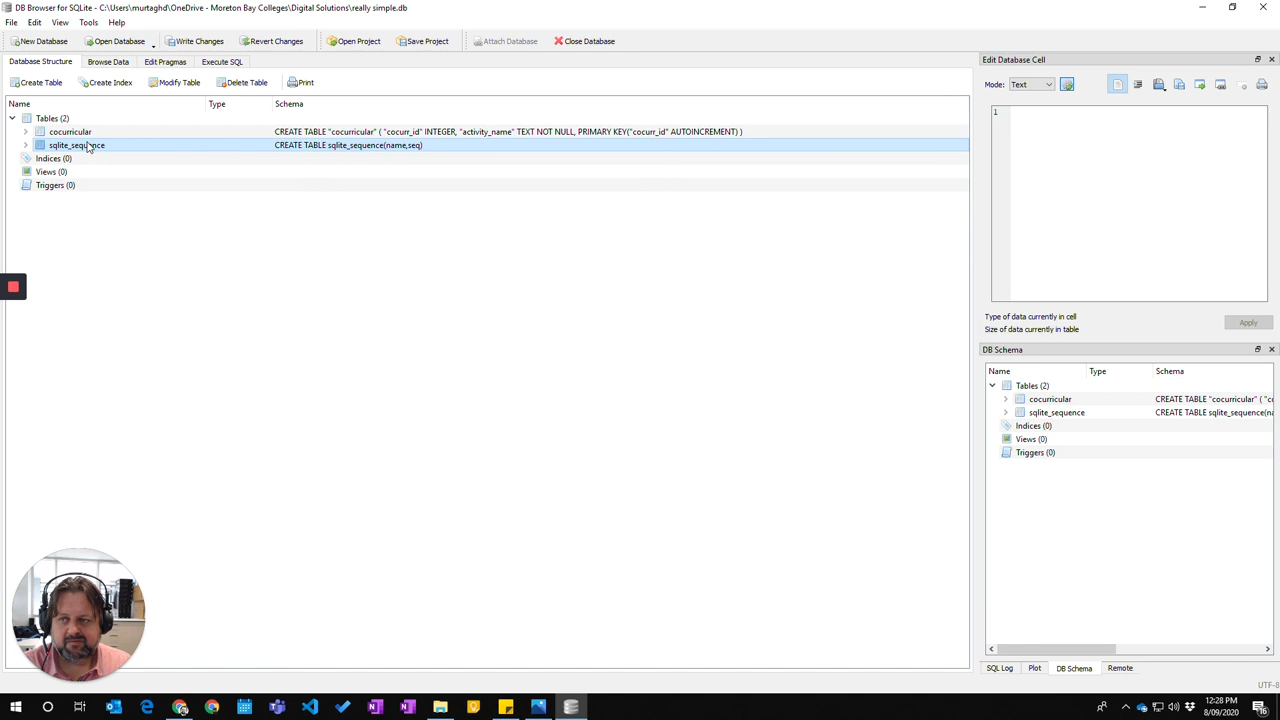 DB Browser for SQLite - C:\Users\murtaghd\OneDrive - Moreton Bay Colleges\Digital Solutions\really simple.db
File Edit View Tools Help
New Database Open Database Write Changes Revert Changes Open Project Save Project Attach Database Close Database
Database Structure Browse Data Edit Pragmas Execute SQL
Create Table Create Index Modify Table Delete Table Print
Name Type Schema
Tables (2)
cocurricular CREATE TABLE "cocurricular" ( "cocurr_id" INTEGER, "activity_name" TEXT NOT NULL, PRIMARY KEY("cocurr_id" AUTOINCREMENT) )
sqlite_sequence CREATE TABLE sqlite_sequence(name,seq)
Indices (0)
Views (0)
Triggers (0)
Edit Database Cell
Mode: Text
1
Type of data currently in cell
Size of data currently in table
Apply
DB Schema
Name Type Schema
Tables (2)
cocurricular CREATE TABLE "cocurricular" ( "c
sqlite_sequence CREATE TABLE sqlite_sequence(na
Indices (0)
Views (0)
Triggers (0)
SQL Log Plot DB Schema Remote
UTF-8
12:28 PM
8/09/2020
16